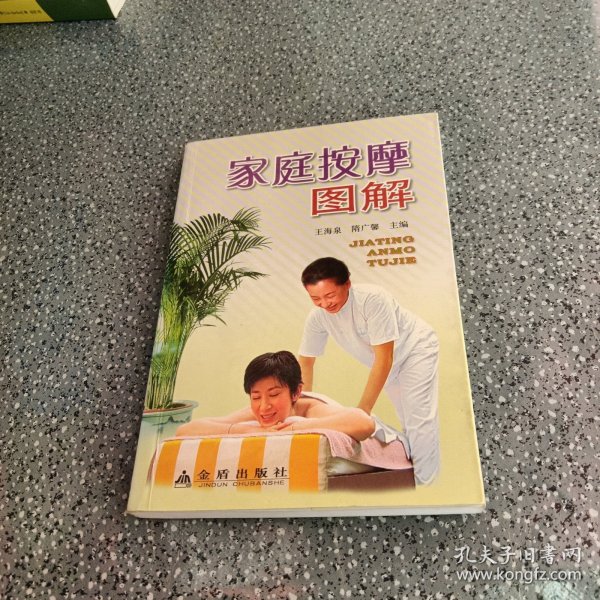 家庭按摩
图解
王海泉 隋广馨 主编
JIATING
ANMO
TUJIE
金盾出版社
JINDUN CHUBANSHE
孔夫子旧书网
www.kongfz.com